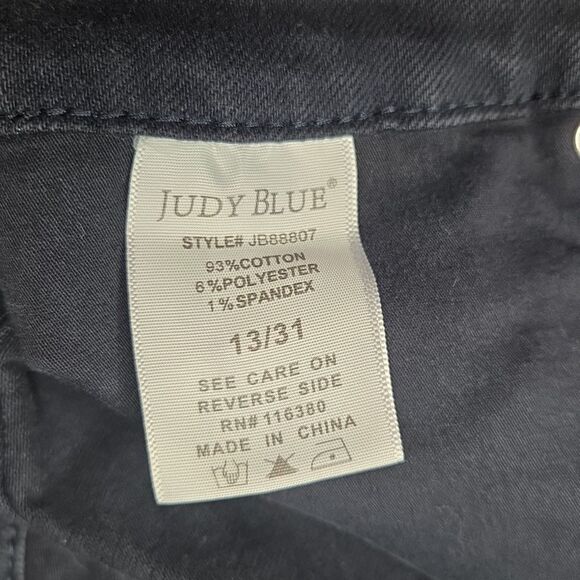 JUDY BLUE®
STYLE# JB88807
93%COTTON
6%POLYESTER
1%SPANDEX
13/31
SEE CARE ON
REVERSE SIDE
RN# 116380
MADE IN CHINA